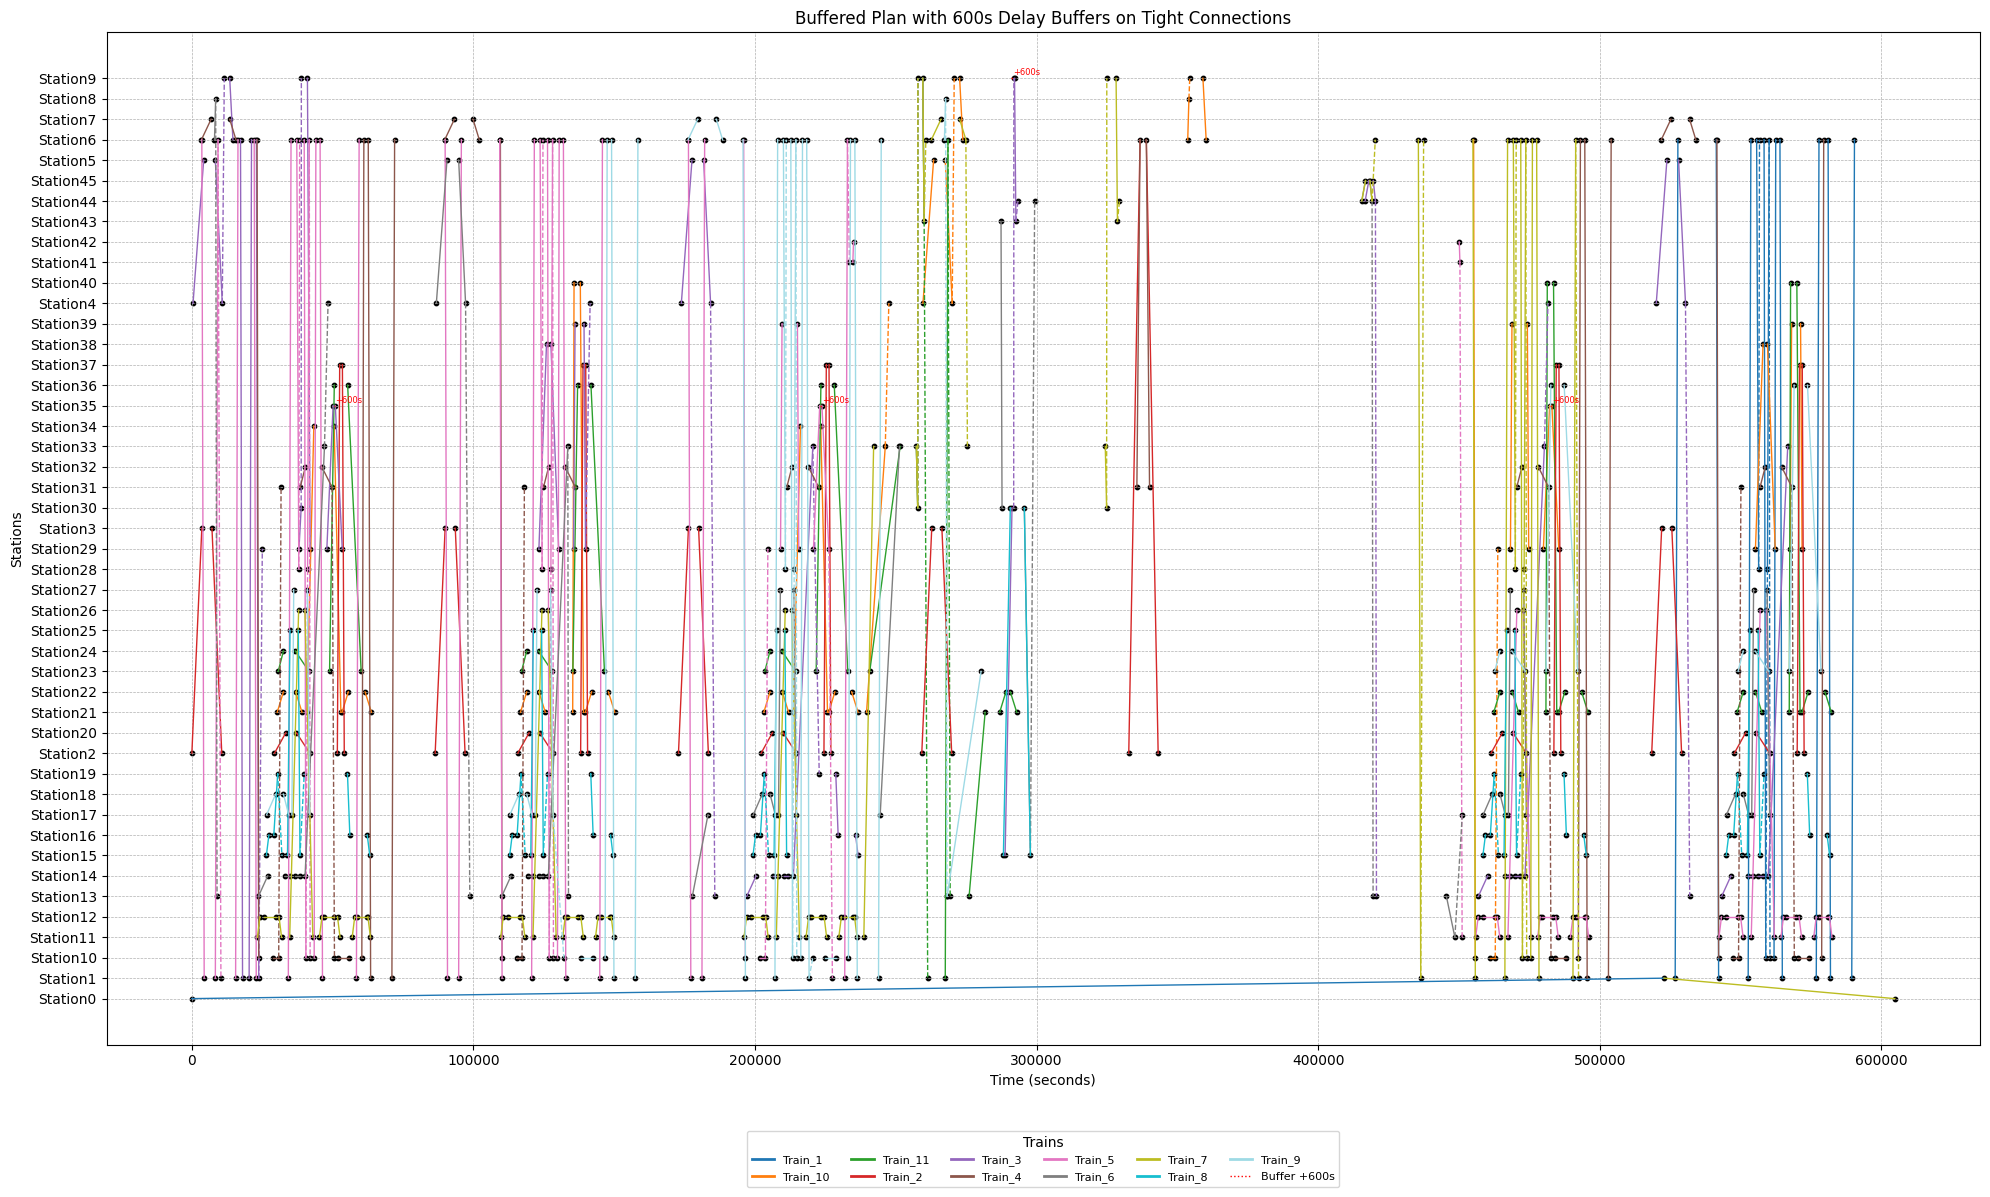 Buffered Plan with 600s Delay Buffers on Tight Connections
Station9
+600s
Station8
Station7
Station6
Station5
Station45
Station44
Station43
Station42
Station41
Station40
Station4
Station39
Station38
Station37
Station36
Station35
+600s
+600s
+600s
Station34
Station33
Station32
Station31
Station30
Station3
Station29
Station28
Station27
Station26
Station25
Station24
Station23
Station22
Station21
Station20
Station2
Station19
Station18
Station17
Station16
Station15
Station14
Station13
Station12
Station11
Station10
Station1
Station0
Stations
0 100000 200000 300000 400000 500000 600000
Time (seconds)
Trains
Train_1 Train_11 Train_3 Train_5 Train_7 Train_9
Train_10 Train_2 Train_4 Train_6 Train_8 Buffer +600s